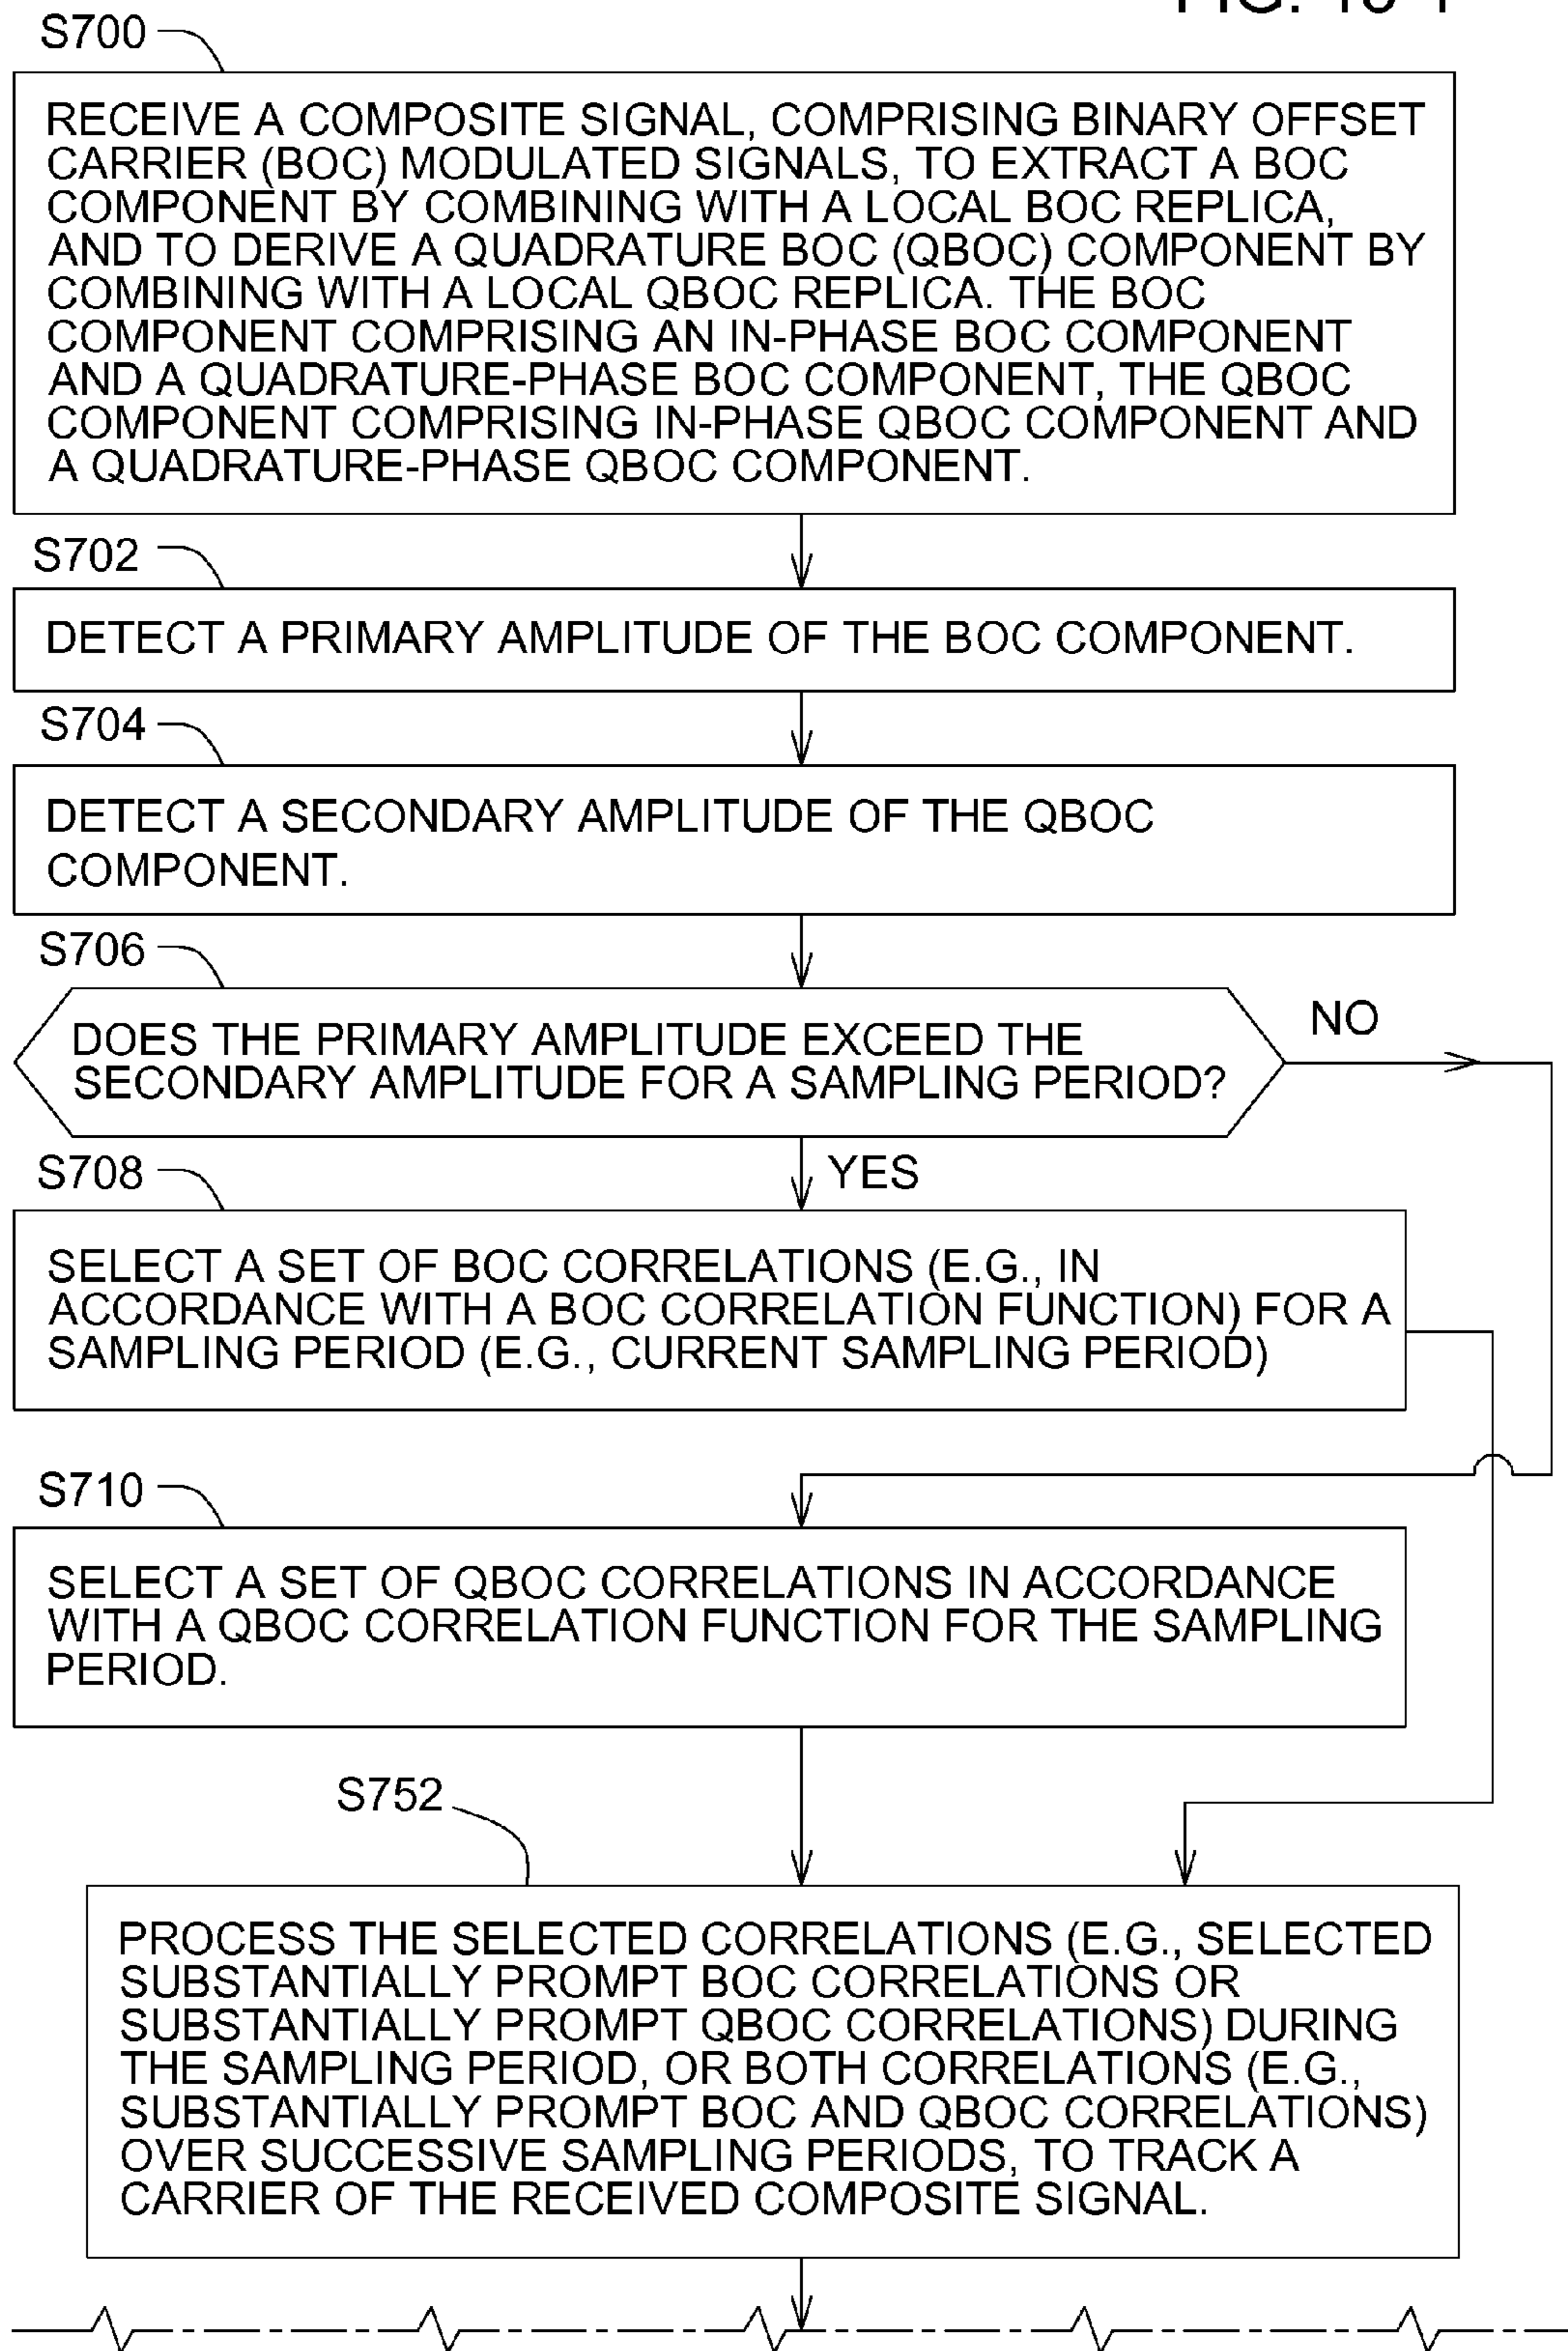 FIG.
S700
RECEIVE A COMPOSITE SIGNAL, COMPRISING BINARY OFFSET
CARRIER (BOC) MODULATED SIGNALS, TO EXTRACT A BOC
COMPONENT BY COMBINING WITH A LOCAL BOC REPLICA,
AND TO DERIVE A QUADRATURE BOC (QBOC) COMPONENT BY
COMBINING WITH A LOCAL QBOC REPLICA. THE BOC
COMPONENT COMPRISING AN IN-PHASE BOC COMPONENT
AND A QUADRATURE-PHASE BOC COMPONENT, THE QBOC
COMPONENT COMPRISING IN-PHASE QBOC COMPONENT AND
A QUADRATURE-PHASE QBOC COMPONENT.
S702
DETECT A PRIMARY AMPLITUDE OF THE BOC COMPONENT.
S704
DETECT A SECONDARY AMPLITUDE OF THE QBOC
COMPONENT.
S706
DOES THE PRIMARY AMPLITUDE EXCEED THE
SECONDARY AMPLITUDE FOR A SAMPLING PERIOD?
NO
YES
S708
SELECT A SET OF BOC CORRELATIONS (E.G., IN
ACCORDANCE WITH A BOC CORRELATION FUNCTION) FOR A
SAMPLING PERIOD (E.G., CURRENT SAMPLING PERIOD)
S710
SELECT A SET OF QBOC CORRELATIONS IN ACCORDANCE
WITH A QBOC CORRELATION FUNCTION FOR THE SAMPLING
PERIOD.
S752
PROCESS THE SELECTED CORRELATIONS (E.G., SELECTED
SUBSTANTIALLY PROMPT BOC CORRELATIONS OR
SUBSTANTIALLY PROMPT QBOC CORRELATIONS) DURING
THE SAMPLING PERIOD, OR BOTH CORRELATIONS (E.G.,
SUBSTANTIALLY PROMPT BOC AND QBOC CORRELATIONS)
OVER SUCCESSIVE SAMPLING PERIODS, TO TRACK A
CARRIER OF THE RECEIVED COMPOSITE SIGNAL.